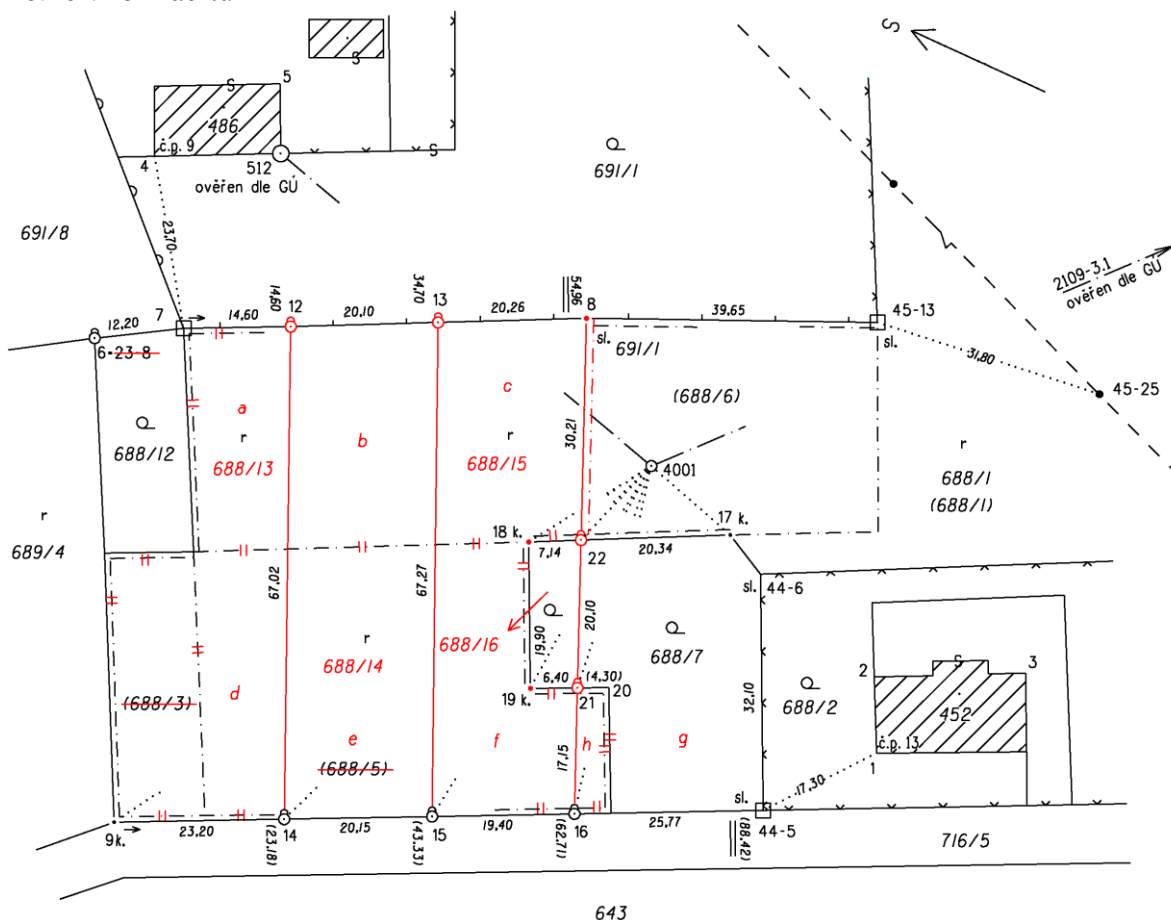 S
S
S
5
486
č.p. 9
4
512
S
ověřen dle GÚ
691/1
691/8
23,70
2109-3.1
ověřen dle GÚ
12,20
7
14,60
14,60
12
20,10
34,70
13
20,26
54,96
8
39,65
45-13
6-23-8
sl.
691/1
sl.
31,80
45-25
a
c
(688/6)
688/12
r
688/13
b
r
688/15
30,21
4001
r
688/1
(688/1)
r
689/4
18 k.
7,14
22
20,34
17 k.
67,02
67,27
19,90
20,10
sl.
44-6
r
688/14
688/16
688/7
6,40
(4,30)
19 k.
21
20
688/2
2
S
3
452
(688/3)
d
32,10
e
f
h
g
(688/5)
17,15
č.p. 13
1
17,30
sl.
9k.
23,20
(23,18)
14
20,15
(43,33)
15
19,40
(62,71)
16
25,77
(88,42)
44-5
716/5
643